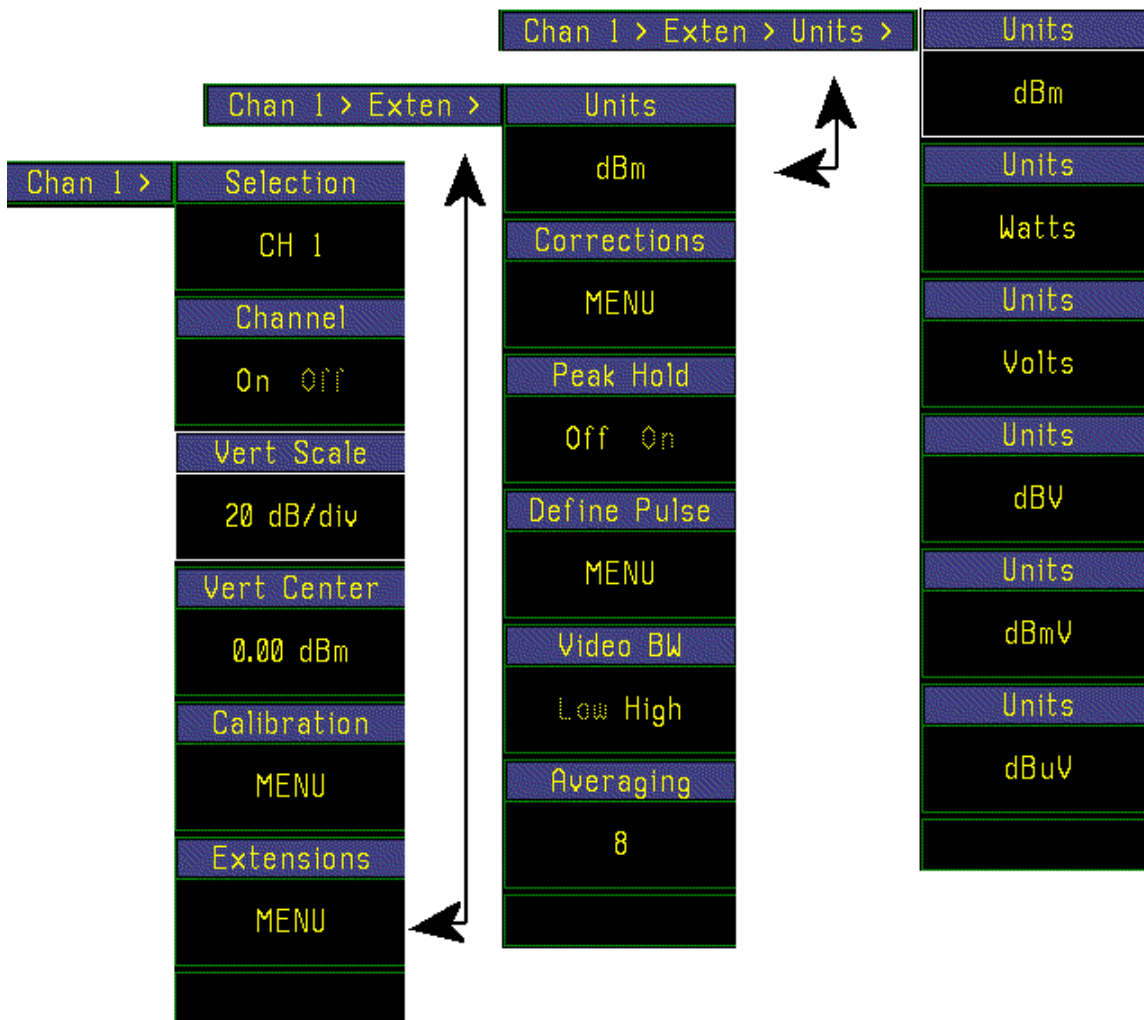 Chan 1 >
Selection
CH 1
Channel
On Off
Vert Scale
20 dB/div
Vert Center
0.00 dBm
Calibration
MENU
Extensions
MENU
Chan 1 > Exten >
Units
dBm
Corrections
MENU
Peak Hold
Off On
Define Pulse
MENU
Video BW
Low High
Averaging
8
Chan 1 > Exten > Units >
Units
dBm
Units
Watts
Units
Volts
Units
dBV
Units
dBmV
Units
dBuV